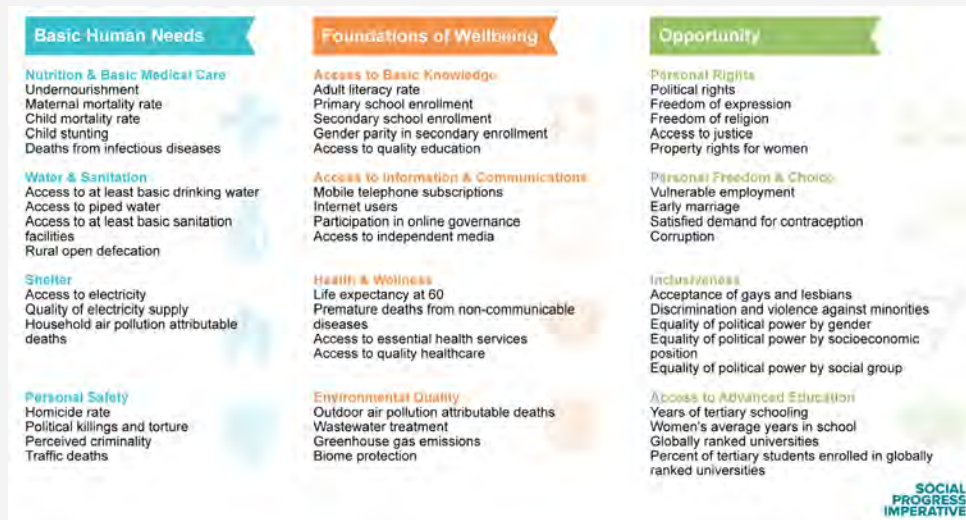 Basic Human Needs
Nutrition & Basic Medical Care
Undernourishment
Maternal mortality rate
Child mortality rate
Child stunting
Deaths from infectious diseases
Water & Sanitation
Access to at least basic drinking water
Access to piped water
Access to at least basic sanitation
facilities
Rural open defecation
Shelter
Access to electricity
Quality of electricity supply
Household air pollution attributable
deaths
Personal Safety
Homicide rate
Political killings and torture
Perceived criminality
Traffic deaths
Foundations of Wellbeing
Access to Basic Knowledge
Adult literacy rate
Primary school enrollment
Secondary school enrollment
Gender parity in secondary enrollment
Access to quality education
Access to Information & Communications
Mobile telephone subscriptions
Internet users
Participation in online governance
Access to independent media
Health & Wellness
Life expectancy at 60
Premature deaths from non-communicable
diseases
Access to essential health services
Access to quality healthcare
Environmental Quality
Outdoor air pollution attributable deaths
Wastewater treatment
Greenhouse gas emissions
Biome protection
Opportunity
Personal Rights
Political rights
Freedom of expression
Freedom of religion
Access to justice
Property rights for women
Personal Freedom & Choice
Vulnerable employment
Early marriage
Satisfied demand for contraception
Corruption
Inclusiveness
Acceptance of gays and lesbians
Discrimination and violence against minorities
Equality of political power by gender
Equality of political power by socioeconomic
position
Equality of political power by social group
Access to Advanced Education
Years of tertiary schooling
Women's average years in school
Globally ranked universities
Percent of tertiary students enrolled in globally
ranked universities
SOCIAL
PROGRESS
IMPERATIVE